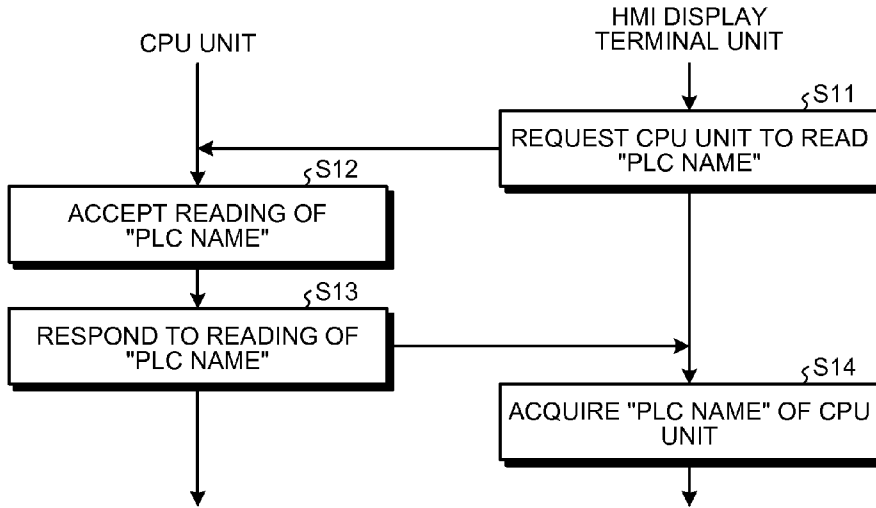 CPU UNIT
HMI DISPLAY
TERMINAL UNIT
S11
REQUEST CPU UNIT TO READ
"PLC NAME"
S12
ACCEPT READING OF
"PLC NAME"
S13
RESPOND TO READING OF
"PLC NAME"
S14
ACQUIRE "PLC NAME" OF CPU
UNIT